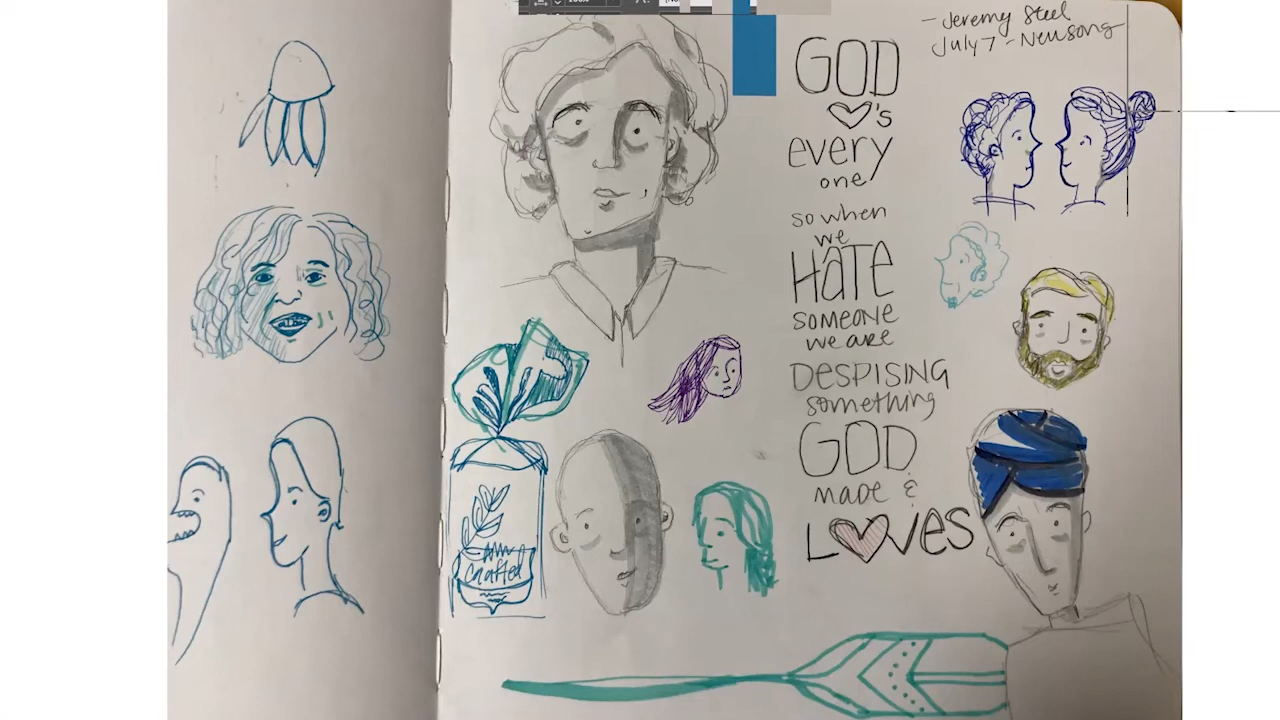 - Jeremy Steel
July 7 - Newsong
GOD
♡'s
every
one
so when
we
HATE
someone
we are
DESPISING
something
GOD
made &
LOVES
Crafted